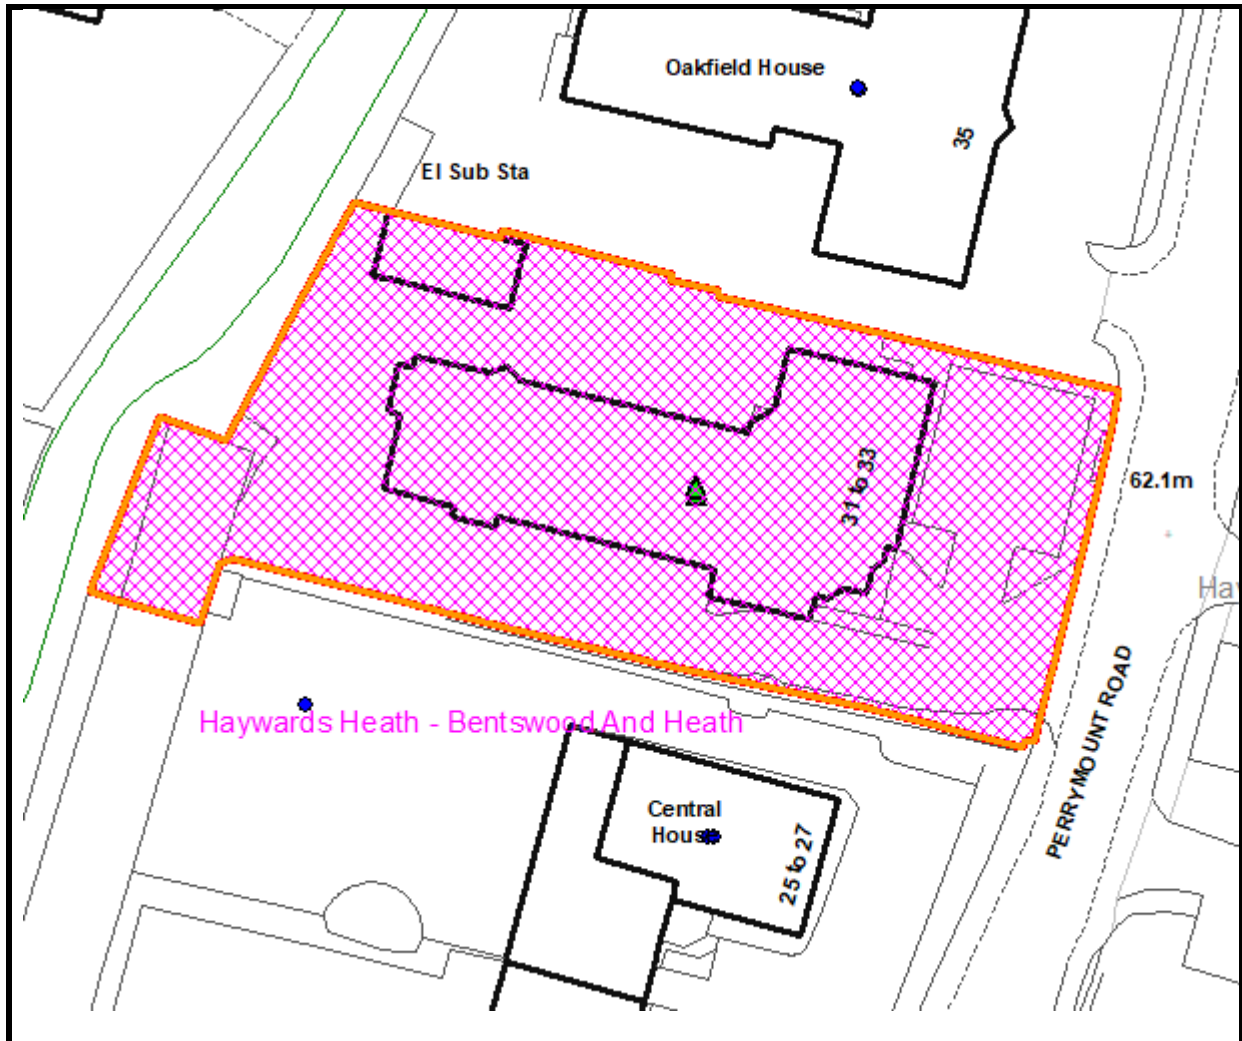 Oakfield House
35
El Sub Sta
31 to 33
62.1m
Hay
PERRYMOUNT ROAD
Haywards Heath - Bentswood And Heath
Central
House
25 to 27